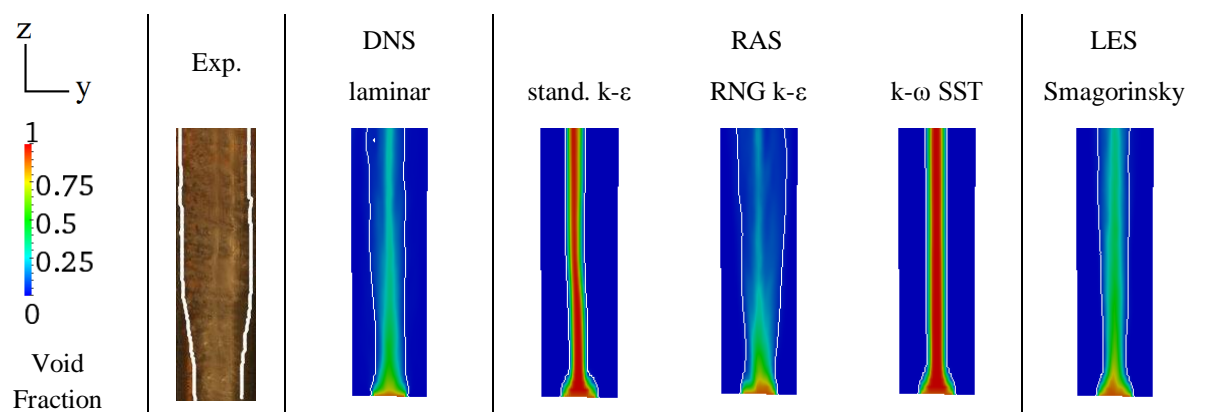 z
y
Exp.
DNS
laminar
RAS
stand. k-ε
RNG k-ε
k-ω SST
LES
Smagorinsky
1
0.75
0.5
0.25
0
Void
Fraction